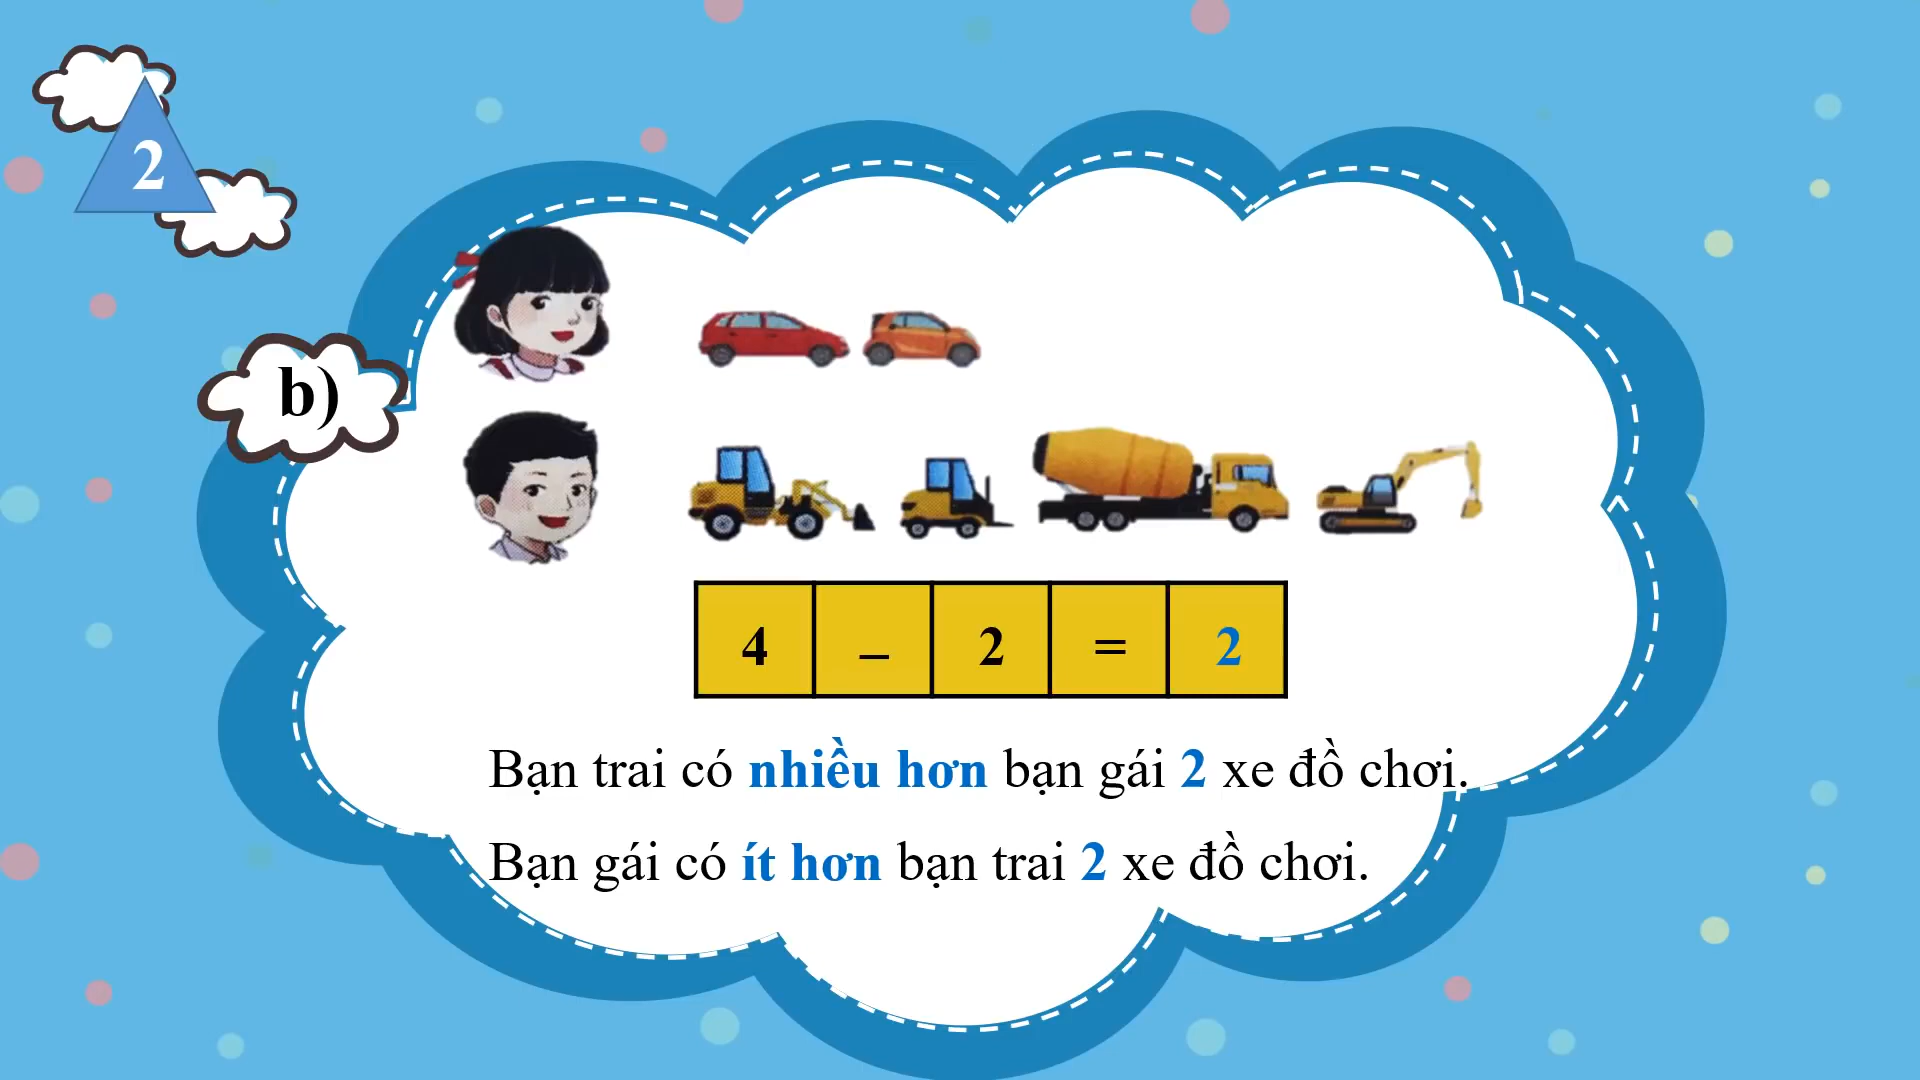 2
b)
4 – 2 = 2
Bạn trai có nhiều hơn bạn gái 2 xe đồ chơi.
Bạn gái có ít hơn bạn trai 2 xe đồ chơi.